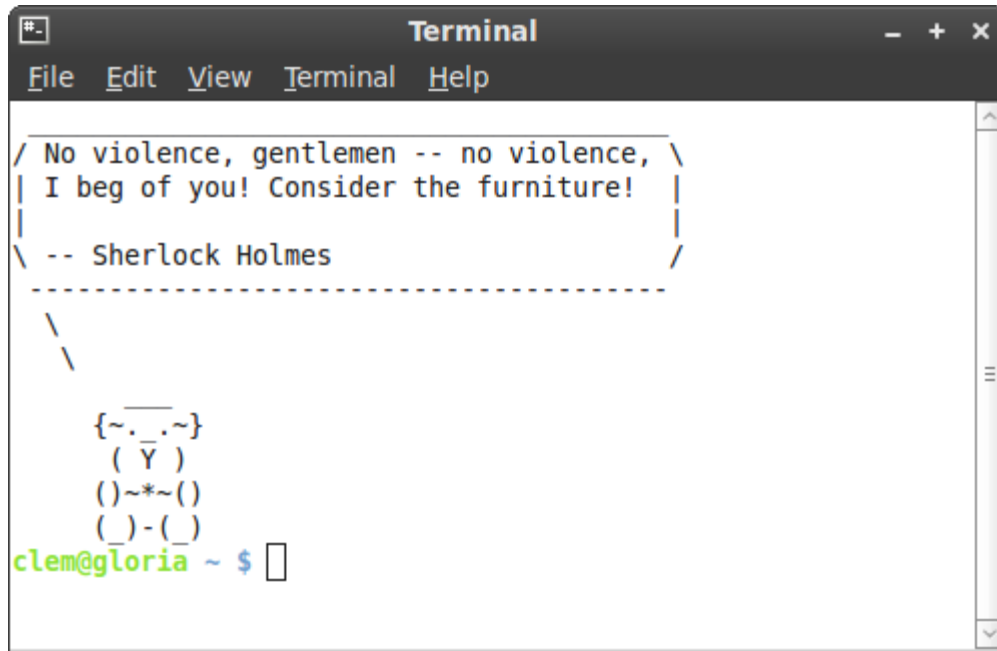 Terminal
File Edit View Terminal Help
 ________________________________________
/ No violence, gentlemen -- no violence, \
| I beg of you! Consider the furniture!  |
|                                        |
\ -- Sherlock Holmes                     /
 ----------------------------------------
  \
   \
       ___
     {~._.~}
      ( Y )
     ()~*~()
     (_)-(_)
clem@gloria ~ $